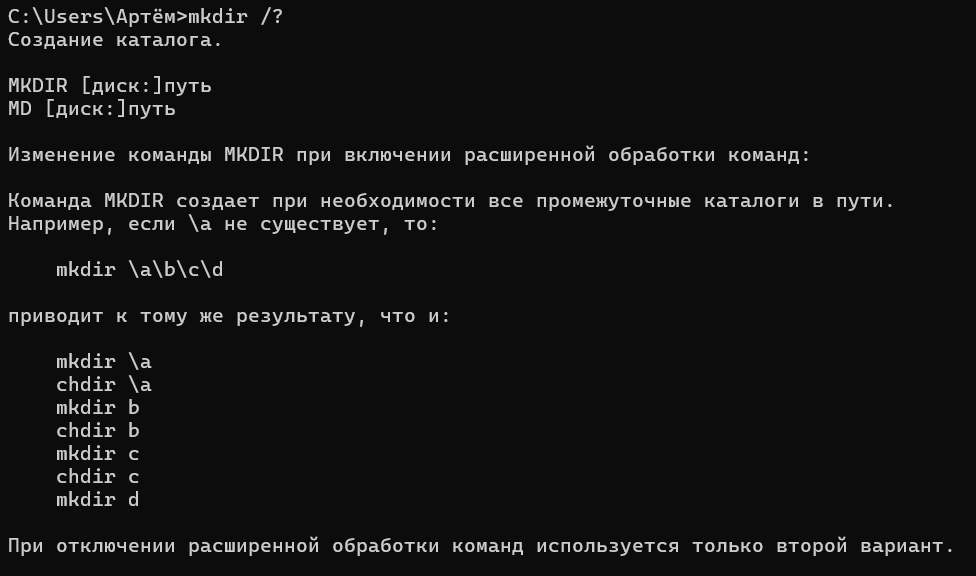 C:\Users\Артём>mkdir /?
Создание каталога.

MKDIR [диск:]путь
MD [диск:]путь

Изменение команды MKDIR при включении расширенной обработки команд:

Команда MKDIR создает при необходимости все промежуточные каталоги в пути.
Например, если \a не существует, то:

    mkdir \a\b\c\d

приводит к тому же результату, что и:

    mkdir \a
    chdir \a
    mkdir b
    chdir b
    mkdir c
    chdir c
    mkdir d

При отключении расширенной обработки команд используется только второй вариант.